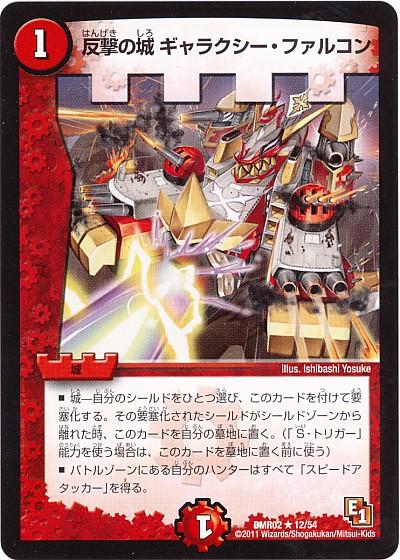 1
はんげき しろ
反撃の城 ギャラクシー・ファルコン
城
illus. Ishibashi Yosuke
■ 城―自分のシールドをひとつ選び、このカードを付けて要
塞化する。その要塞化されたシールドがシールドゾーンから
離れた時、このカードを自分の墓地に置く。(「S・トリガー」
能力を使う場合は、このカードを墓地に置く前に使う)
■ バトルゾーンにある自分のハンターはすべて「スピードア
タッカー」を得る。
1
DMR02 ★ 12/54
©2011 Wizards/Shogakukan/Mitsui-Kids
E1